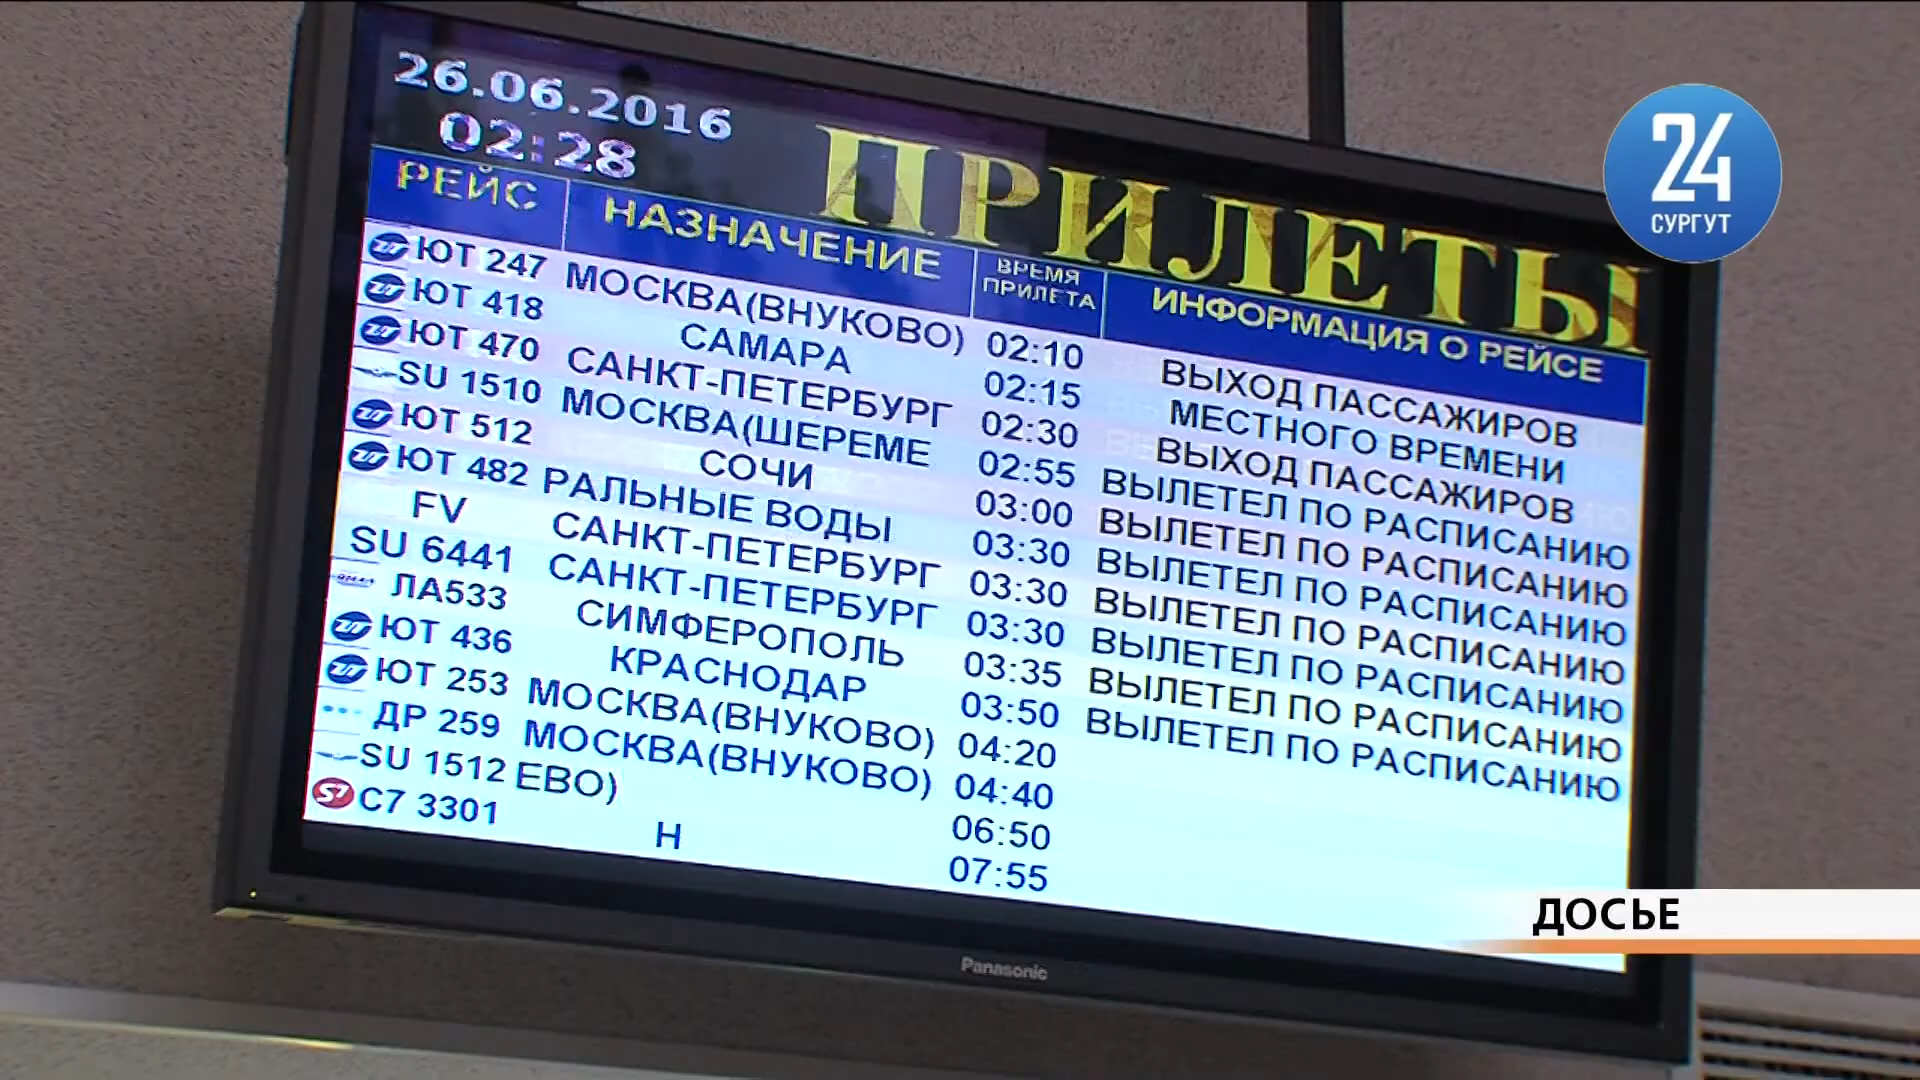 26.06.2016
02:28
ПРИЛЕТЫ
РЕЙС НАЗНАЧЕНИЕ ВРЕМЯ ПРИЛЕТА ИНФОРМАЦИЯ О РЕЙСЕ
ЮТ 247 МОСКВА(ВНУКОВО) 02:10 ВЫХОД ПАССАЖИРОВ
ЮТ 418 САМАРА 02:15 МЕСТНОГО ВРЕМЕНИ
ЮТ 470 САНКТ-ПЕТЕРБУРГ 02:30 ВЫХОД ПАССАЖИРОВ
SU 1510 МОСКВА(ШЕРЕМЕ 02:55 ВЫЛЕТЕЛ ПО РАСПИСАНИЮ
ЮТ 512 СОЧИ 03:00 ВЫЛЕТЕЛ ПО РАСПИСАНИЮ
ЮТ 482 РАЛЬНЫЕ ВОДЫ 03:30 ВЫЛЕТЕЛ ПО РАСПИСАНИЮ
FV САНКТ-ПЕТЕРБУРГ 03:30 ВЫЛЕТЕЛ ПО РАСПИСАНИЮ
SU 6441 САНКТ-ПЕТЕРБУРГ 03:30 ВЫЛЕТЕЛ ПО РАСПИСАНИЮ
ЛА533 СИМФЕРОПОЛЬ 03:35 ВЫЛЕТЕЛ ПО РАСПИСАНИЮ
ЮТ 436 КРАСНОДАР 03:50 ВЫЛЕТЕЛ ПО РАСПИСАНИЮ
ЮТ 253 МОСКВА(ВНУКОВО) 04:20
ДР 259 МОСКВА(ВНУКОВО) 04:40
SU 1512 ЕВО) 06:50
S7 С7 3301 Н 07:55
Panasonic
24
СУРГУТ
ДОСЬЕ